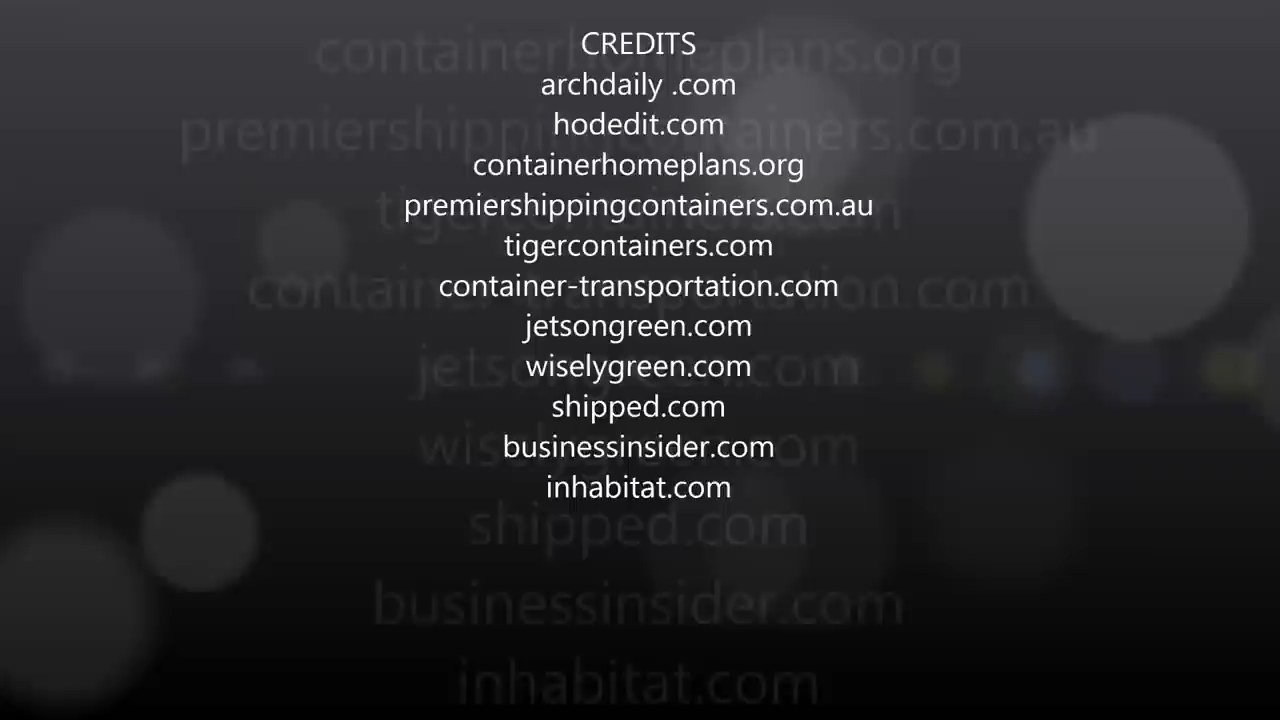 CREDITS
archdaily .com
hodedit.com
containerhomeplans.org
premiershippingcontainers.com.au
tigercontainers.com
container-transportation.com
jetsongreen.com
wiselygreen.com
shipped.com
businessinsider.com
inhabitat.com